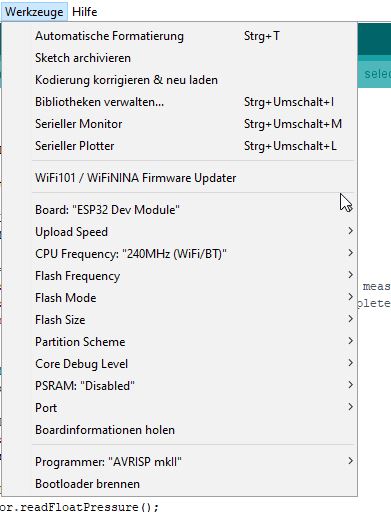 Werkzeuge Hilfe
Automatische Formatierung Strg+T
Sketch archivieren
Kodierung korrigieren & neu laden
selec
Bibliotheken verwalten... Strg+Umschalt+I
Serieller Monitor Strg+Umschalt+M
Serieller Plotter Strg+Umschalt+L
WiFi101 / WiFiNINA Firmware Updater
Board: "ESP32 Dev Module"
Upload Speed
CPU Frequency: "240MHz (WiFi/BT)"
Flash Frequency
meas
Flash Mode
plete
Flash Size
Partition Scheme
Core Debug Level
PSRAM: "Disabled"
Port
Boardinformationen holen
Programmer: "AVRISP mkII"
Bootloader brennen
or.readFloatPressure();